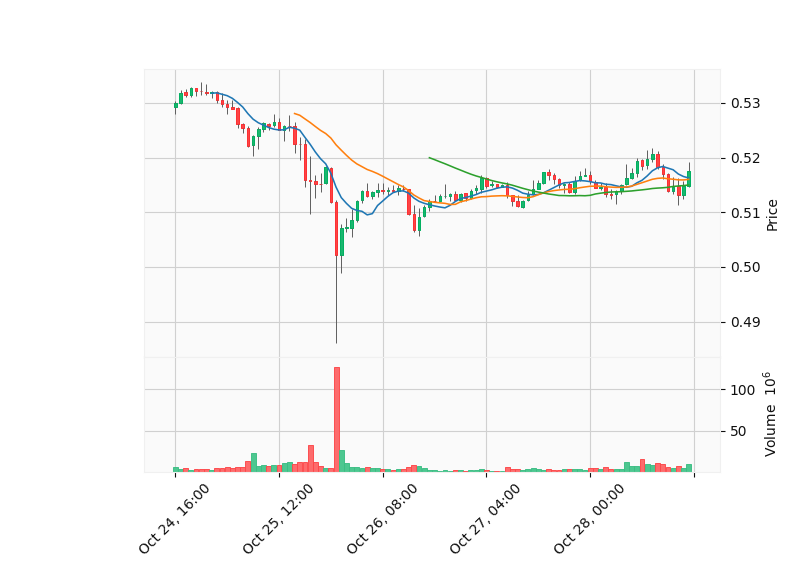 0.53
0.52
0.51
0.50
0.49
Price
100
50
Volume 10^6
Oct 24, 16:00
Oct 25, 12:00
Oct 26, 08:00
Oct 27, 04:00
Oct 28, 00:00